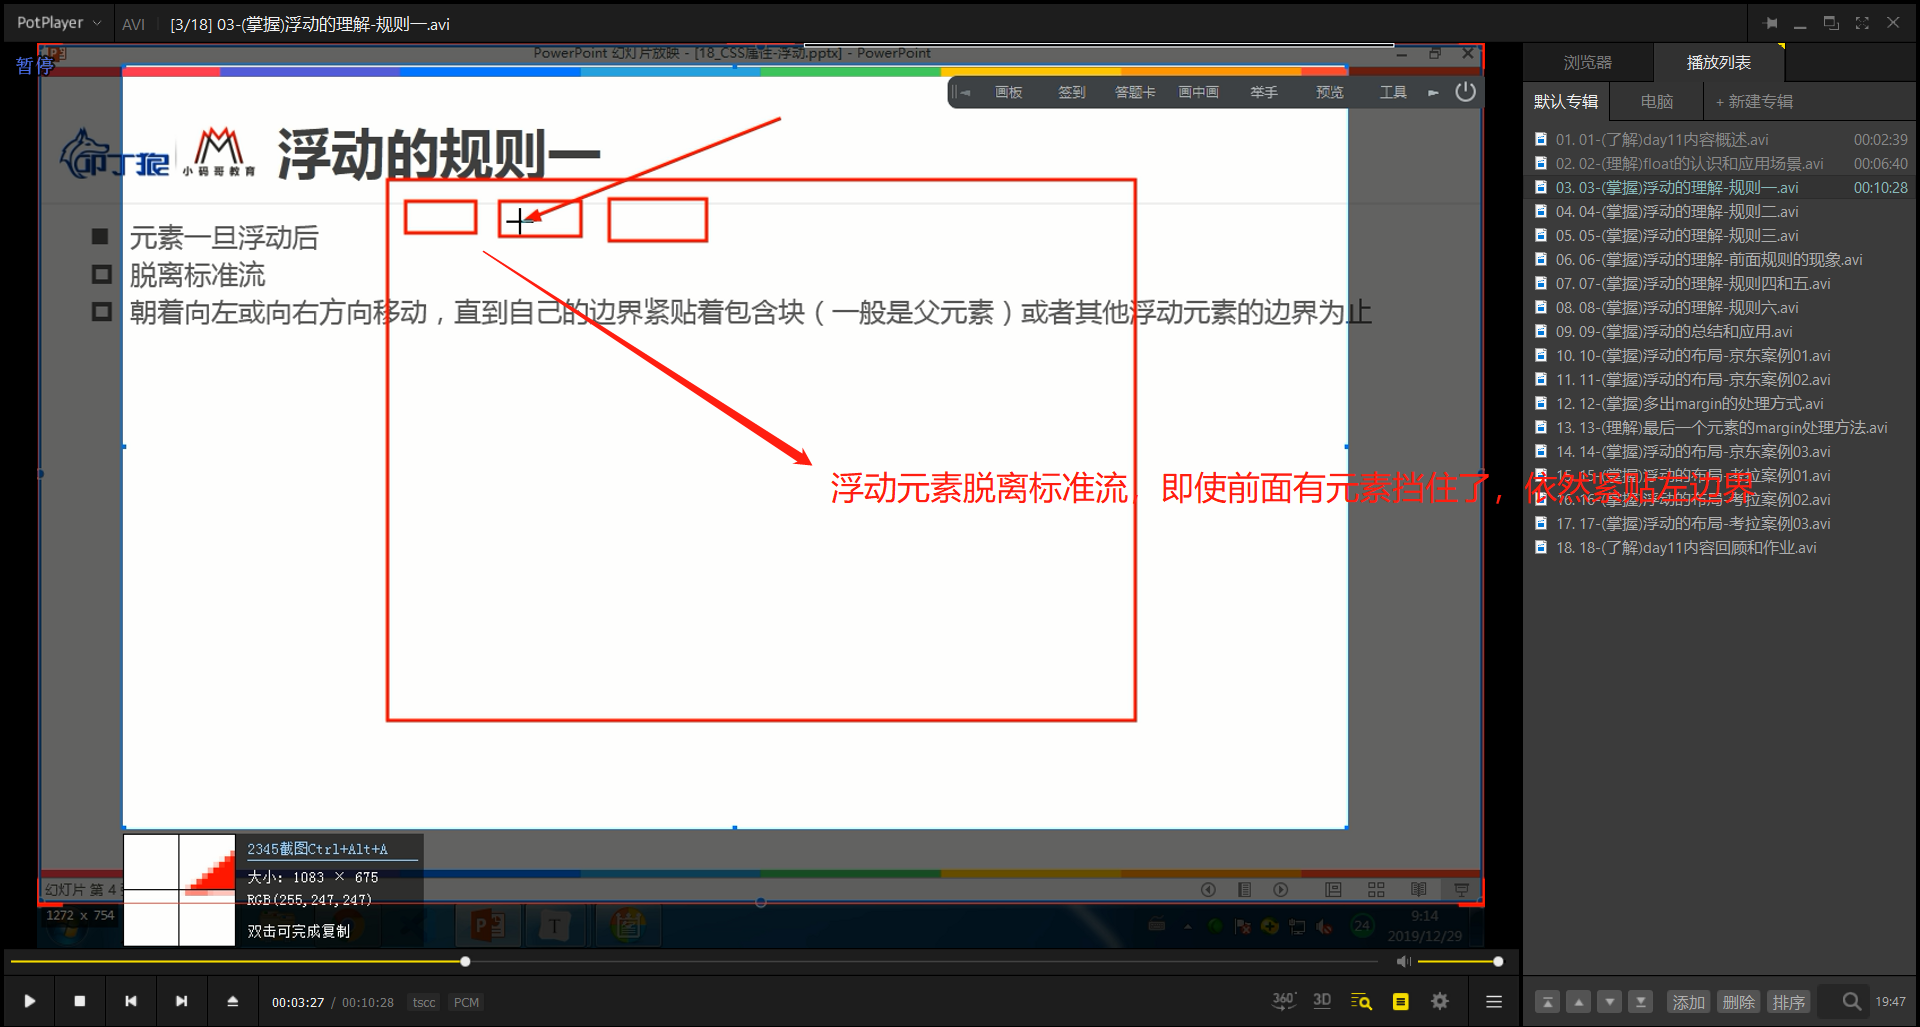 PotPlayer
AVI
[3/18] 03-(掌握)浮动的理解-规则一.avi
暂停
PowerPoint 幻灯片放映 - [18_CSS属性-浮动.pptx] - PowerPoint
画板 签到 答题卡 画中画 举手 预览 工具
叩丁狼
小码哥教育
浮动的规则一
元素一旦浮动后
脱离标准流
朝着向左或向右方向移动，直到自己的边界紧贴着包含块（一般是父元素）或者其他浮动元素的边界为止
浮动元素脱离标准流，即使前面有元素挡住了，依然紧帖左边界
2345截图Ctrl+Alt+A
大小: 1083 × 675
RGB(255,247,247)
双击可完成复制
幻灯片 第 4
1272 x 754
24
9:14
2019/12/29
00:03:27 / 00:10:28 tscc PCM
360° 3D
浏览器 播放列表
默认专辑 电脑 + 新建专辑
01. 01-(了解)day11内容概述.avi 00:02:39
02. 02-(理解)float的认识和应用场景.avi 00:06:40
03. 03-(掌握)浮动的理解-规则一.avi 00:10:28
04. 04-(掌握)浮动的理解-规则二.avi
05. 05-(掌握)浮动的理解-规则三.avi
06. 06-(掌握)浮动的理解-前面规则的现象.avi
07. 07-(掌握)浮动的理解-规则四和五.avi
08. 08-(掌握)浮动的理解-规则六.avi
09. 09-(掌握)浮动的总结和应用.avi
10. 10-(掌握)浮动的布局-京东案例01.avi
11. 11-(掌握)浮动的布局-京东案例02.avi
12. 12-(掌握)多出margin的处理方式.avi
13. 13-(理解)最后一个元素的margin处理方法.avi
14. 14-(掌握)浮动的布局-京东案例03.avi
15. 15-(掌握)浮动的布局-考拉案例01.avi
16. 16-(掌握)浮动的布局-考拉案例02.avi
17. 17-(掌握)浮动的布局-考拉案例03.avi
18. 18-(了解)day11内容回顾和作业.avi
添加 删除 排序
19:47